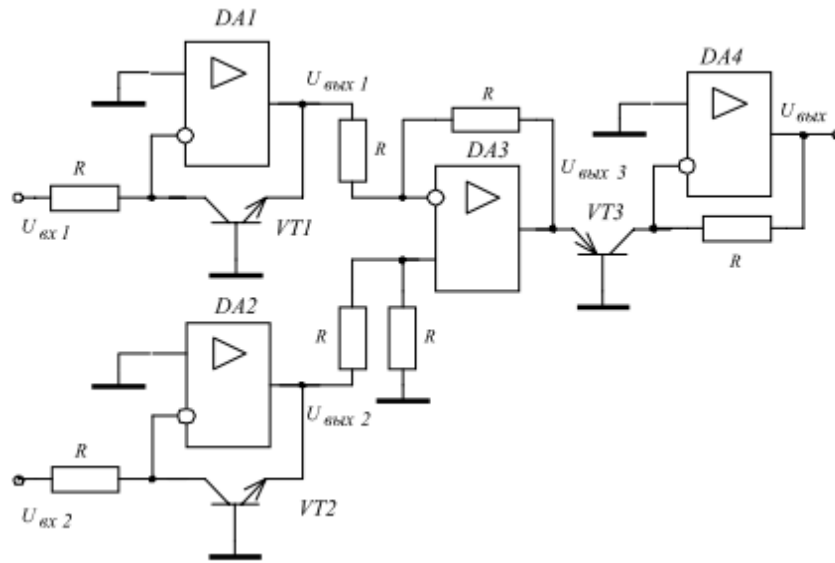 DA1
U вых 1
R
R
U вх 1
VT1
R
DA3
U вых 3
VT3
DA4
U вых
R
DA2
R
R
U вых 2
R
U вх 2
VT2